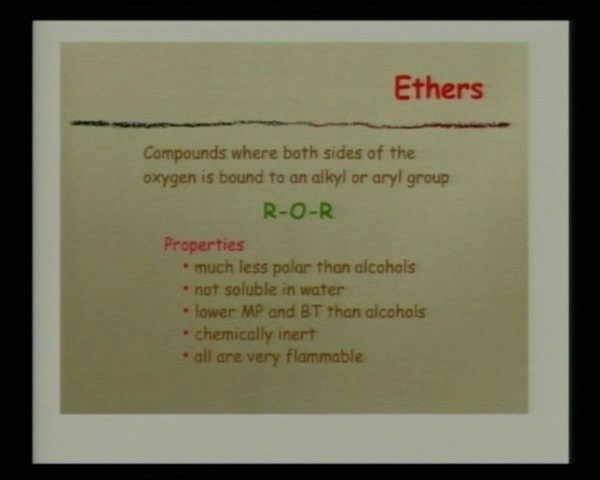 Ethers
Compounds where both sides of the
oxygen is bound to an alkyl or aryl group
R-O-R
Properties
• much less polar than alcohols
• not soluble in water
• lower MP and BT than alcohols
• chemically inert
• all are very flammable